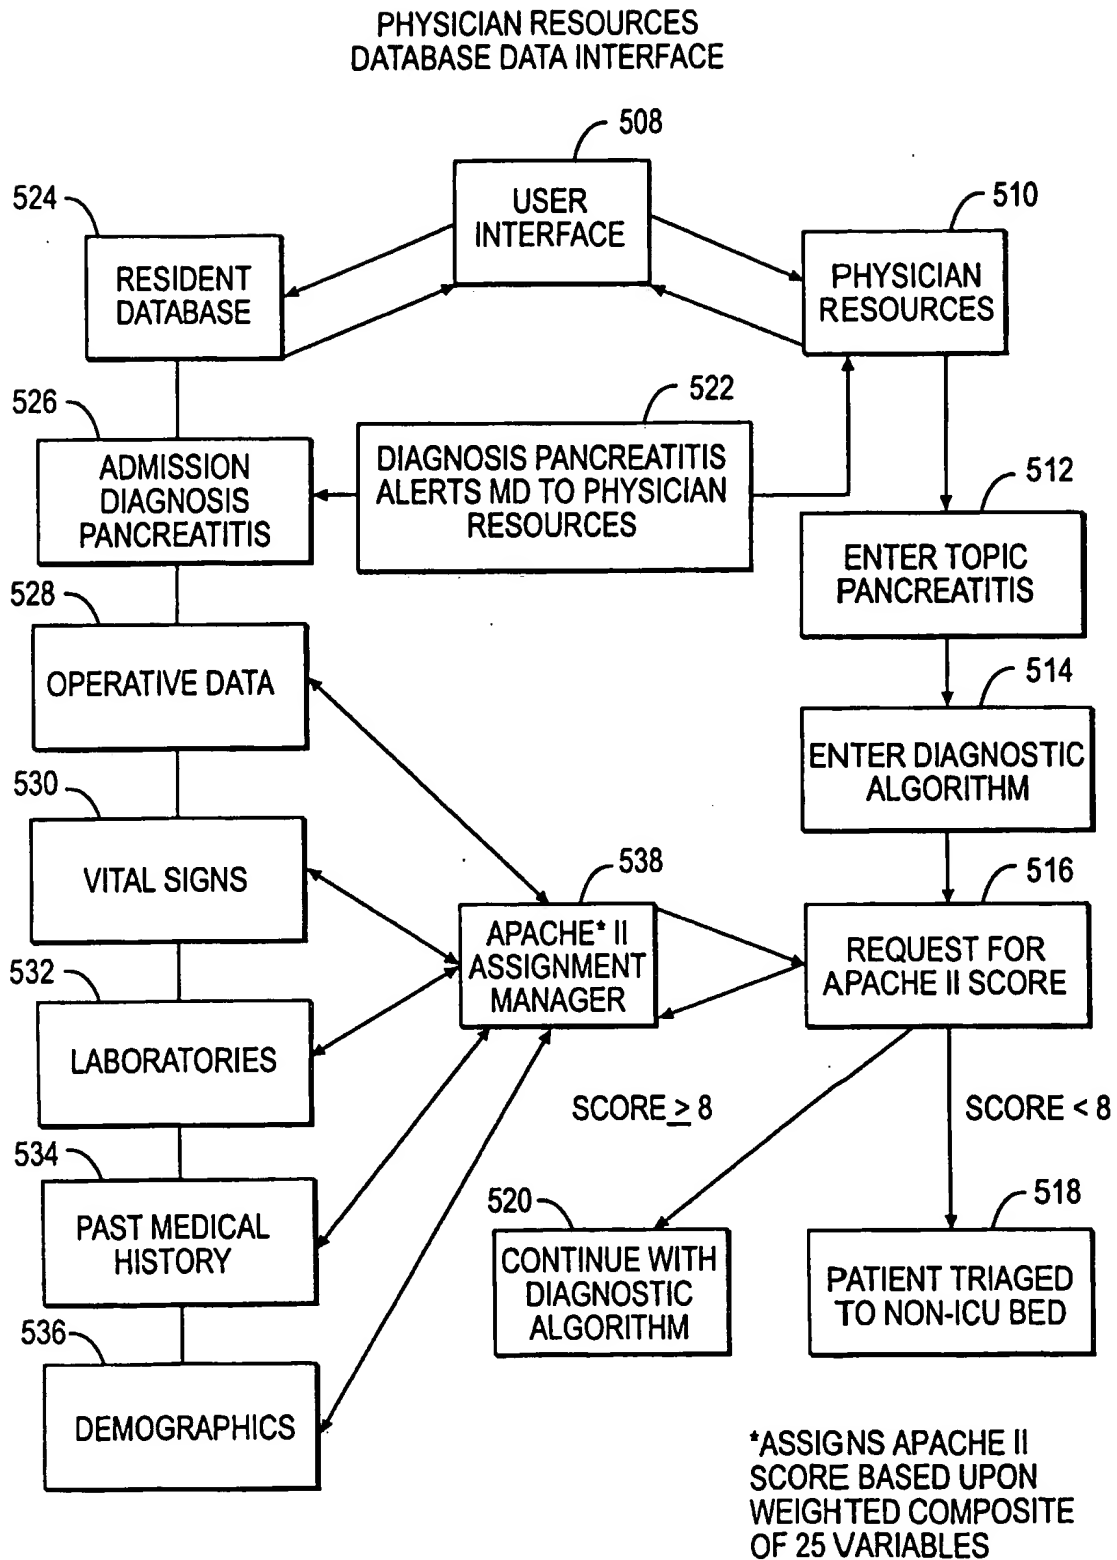 PHYSICIAN RESOURCES
DATABASE DATA INTERFACE
508
USER
INTERFACE
524
RESIDENT
DATABASE
510
PHYSICIAN
RESOURCES
526
ADMISSION
DIAGNOSIS
PANCREATITIS
522
DIAGNOSIS PANCREATITIS
ALERTS MD TO PHYSICIAN
RESOURCES
512
ENTER TOPIC
PANCREATITIS
528
OPERATIVE DATA
514
ENTER DIAGNOSTIC
ALGORITHM
530
VITAL SIGNS
538
APACHE* II
ASSIGNMENT
MANAGER
516
REQUEST FOR
APACHE II SCORE
532
LABORATORIES
SCORE ≥ 8
SCORE < 8
534
PAST MEDICAL
HISTORY
520
CONTINUE WITH
DIAGNOSTIC
ALGORITHM
518
PATIENT TRIAGED
TO NON-ICU BED
536
DEMOGRAPHICS
*ASSIGNS APACHE II
SCORE BASED UPON
WEIGHTED COMPOSITE
OF 25 VARIABLES